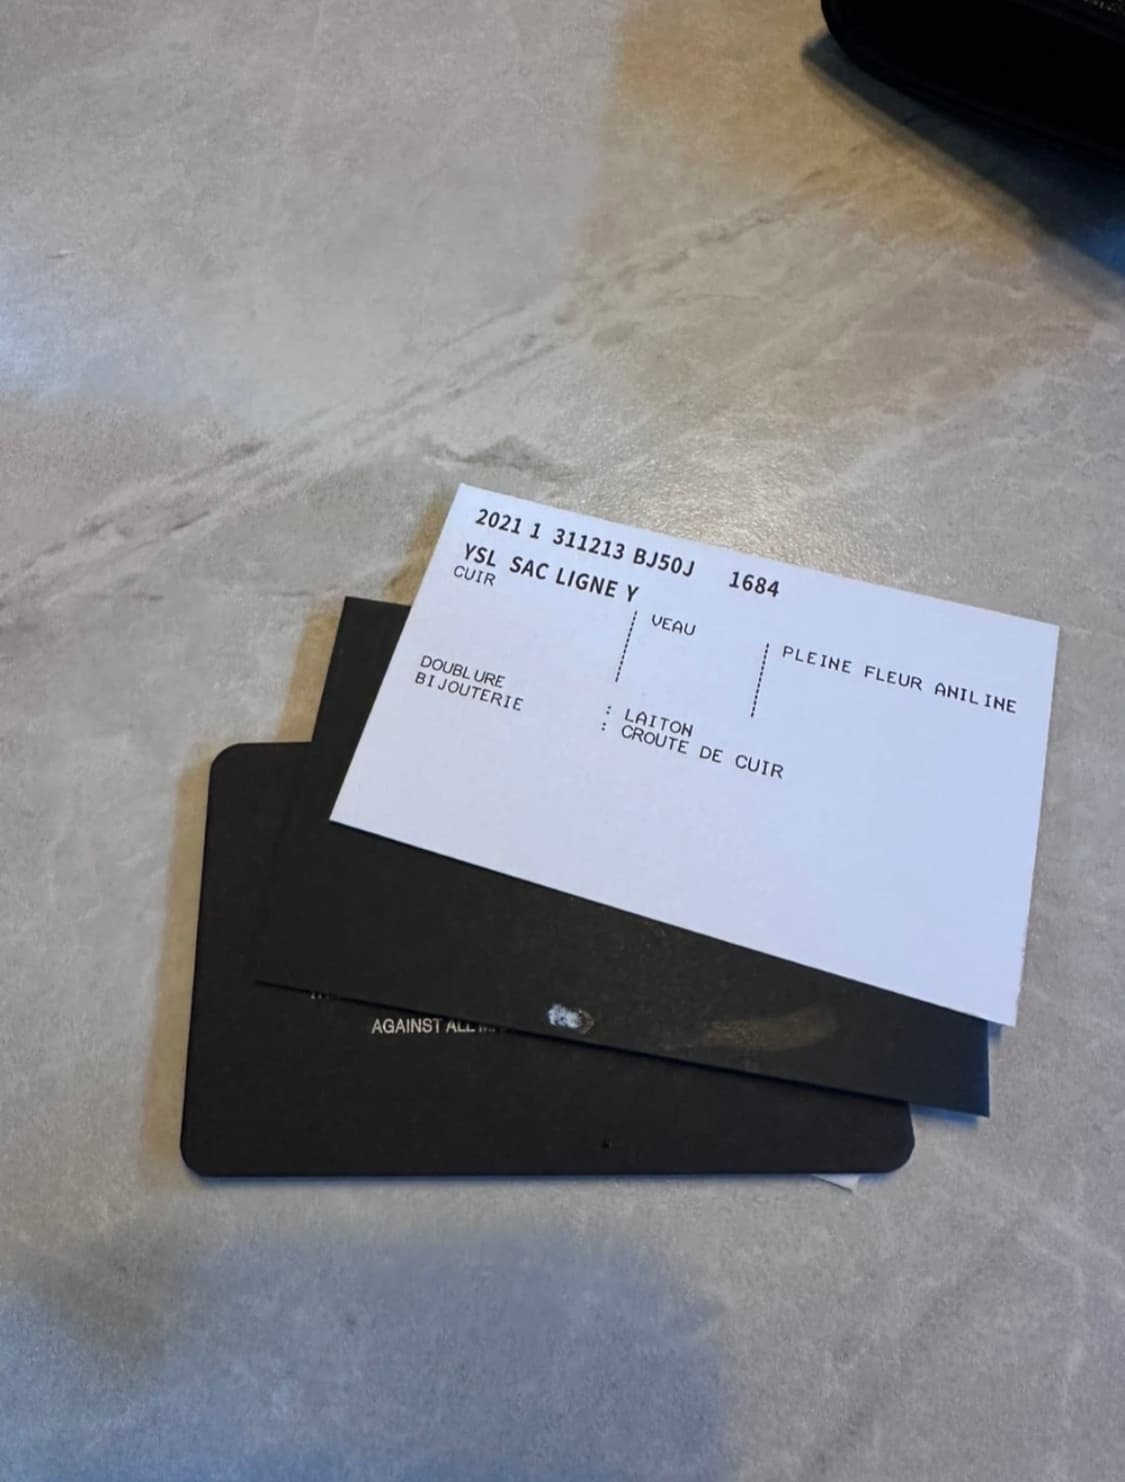 2021 1 311213 BJ50J 1684
YSL SAC LIGNE Y
CUIR
VEAU
PLEINE FLEUR ANILINE
DOUBLURE
BIJOUTERIE
: LAITON
: CROUTE DE CUIR
AGAINST ALL